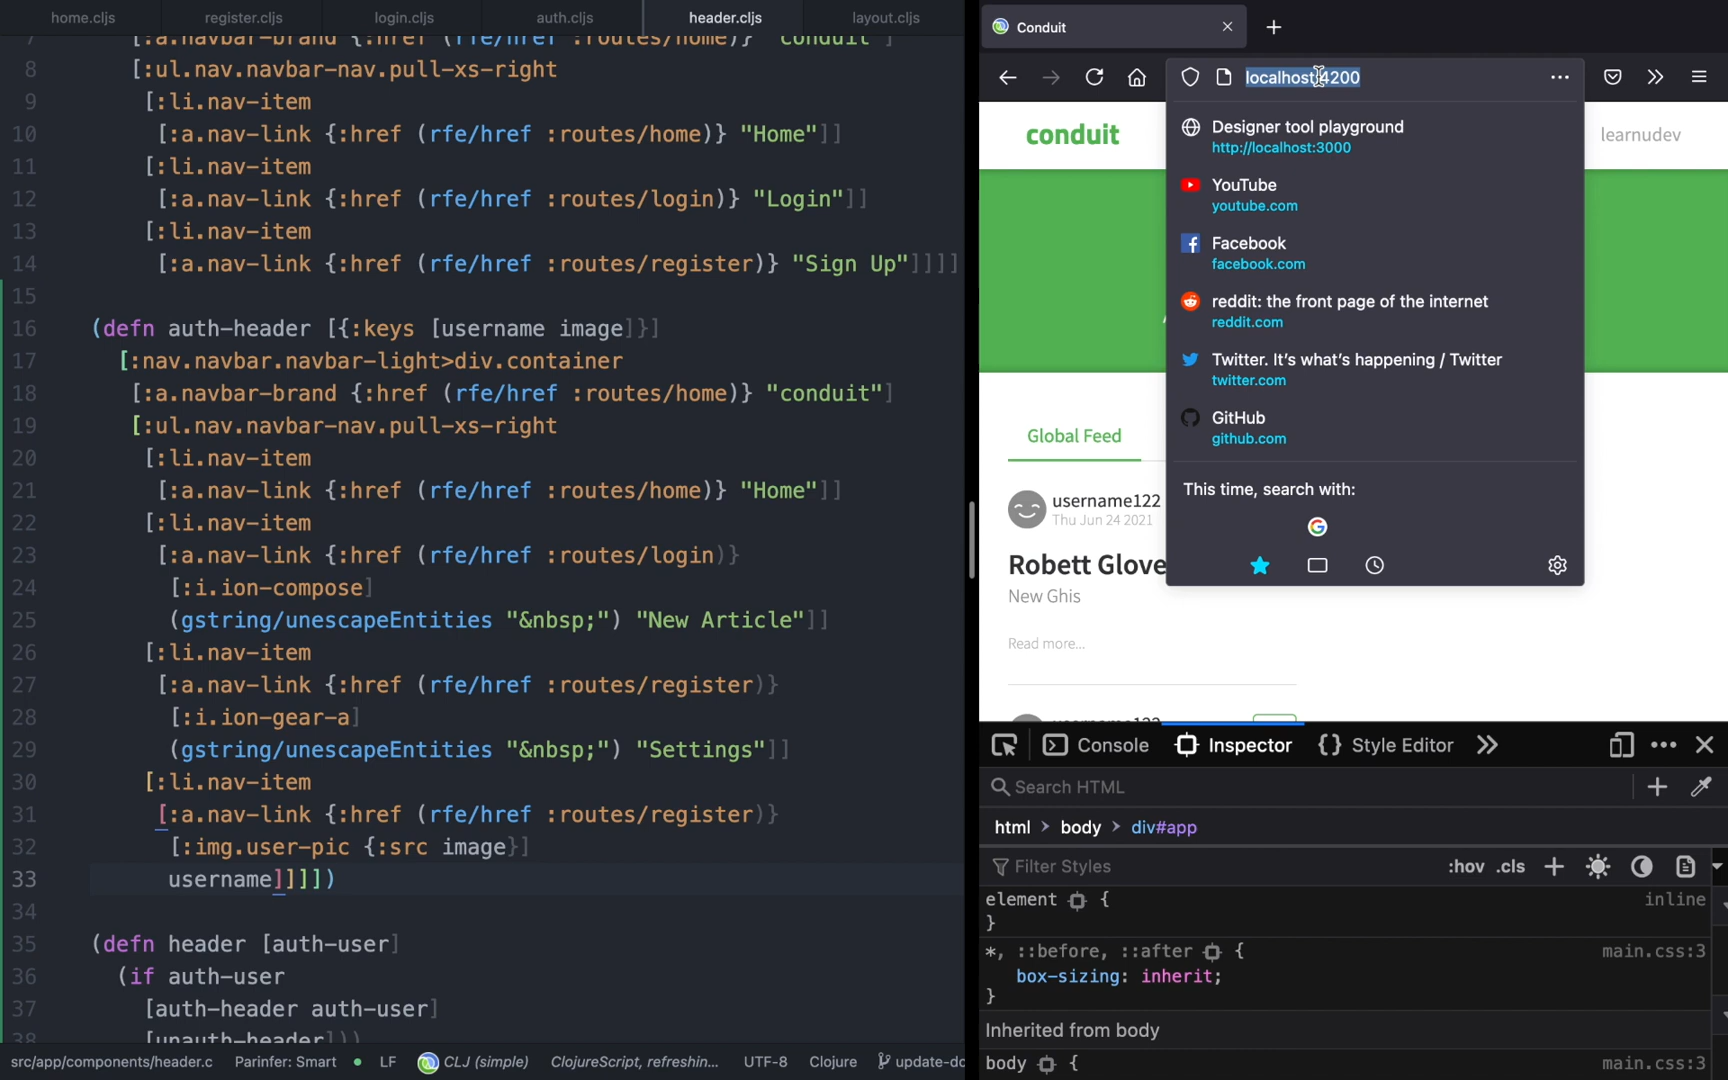 home.cljs
register.cljs
login.cljs
auth.cljs
header.cljs
layout.cljs
7 [:a.navbar-brand {:href (rfe/href :routes/home)} "conduit"]
8 [:ul.nav.navbar-nav.pull-xs-right
9 [:li.nav-item
10 [:a.nav-link {:href (rfe/href :routes/home)} "Home"]]
11 [:li.nav-item
12 [:a.nav-link {:href (rfe/href :routes/login)} "Login"]]
13 [:li.nav-item
14 [:a.nav-link {:href (rfe/href :routes/register)} "Sign Up"]]]]
15
16 (defn auth-header [{:keys [username image]}]
17 [:nav.navbar.navbar-light>div.container
18 [:a.navbar-brand {:href (rfe/href :routes/home)} "conduit"]
19 [:ul.nav.navbar-nav.pull-xs-right
20 [:li.nav-item
21 [:a.nav-link {:href (rfe/href :routes/home)} "Home"]]
22 [:li.nav-item
23 [:a.nav-link {:href (rfe/href :routes/login)}
24 [:i.ion-compose]
25 (gstring/unescapeEntities "&nbsp;") "New Article"]]
26 [:li.nav-item
27 [:a.nav-link {:href (rfe/href :routes/register)}
28 [:i.ion-gear-a]
29 (gstring/unescapeEntities "&nbsp;") "Settings"]]
30 [:li.nav-item
31 [:a.nav-link {:href (rfe/href :routes/register)}
32 [:img.user-pic {:src image}]
33 username]]]])
34
35 (defn header [auth-user]
36 (if auth-user
37 [auth-header auth-user]
38 [unauth-header]))
src/app/components/header.c Parinfer: Smart LF CLJ (simple) ClojureScript, refreshin... UTF-8 Clojure update-do
Conduit
localhost:4200
conduit
learnudev
Designer tool playground
http://localhost:3000
YouTube
youtube.com
Facebook
facebook.com
reddit: the front page of the internet
reddit.com
Twitter. It's what's happening / Twitter
twitter.com
GitHub
github.com
This time, search with:
Global Feed
username122
Thu Jun 24 2021
Robett Glove
New Ghis
Read more...
username122
Console Inspector Style Editor
Search HTML
html > body > div#app
Filter Styles :hov .cls
element { inline
}
*, ::before, ::after { main.css:3
box-sizing: inherit;
}
Inherited from body
body { main.css:3